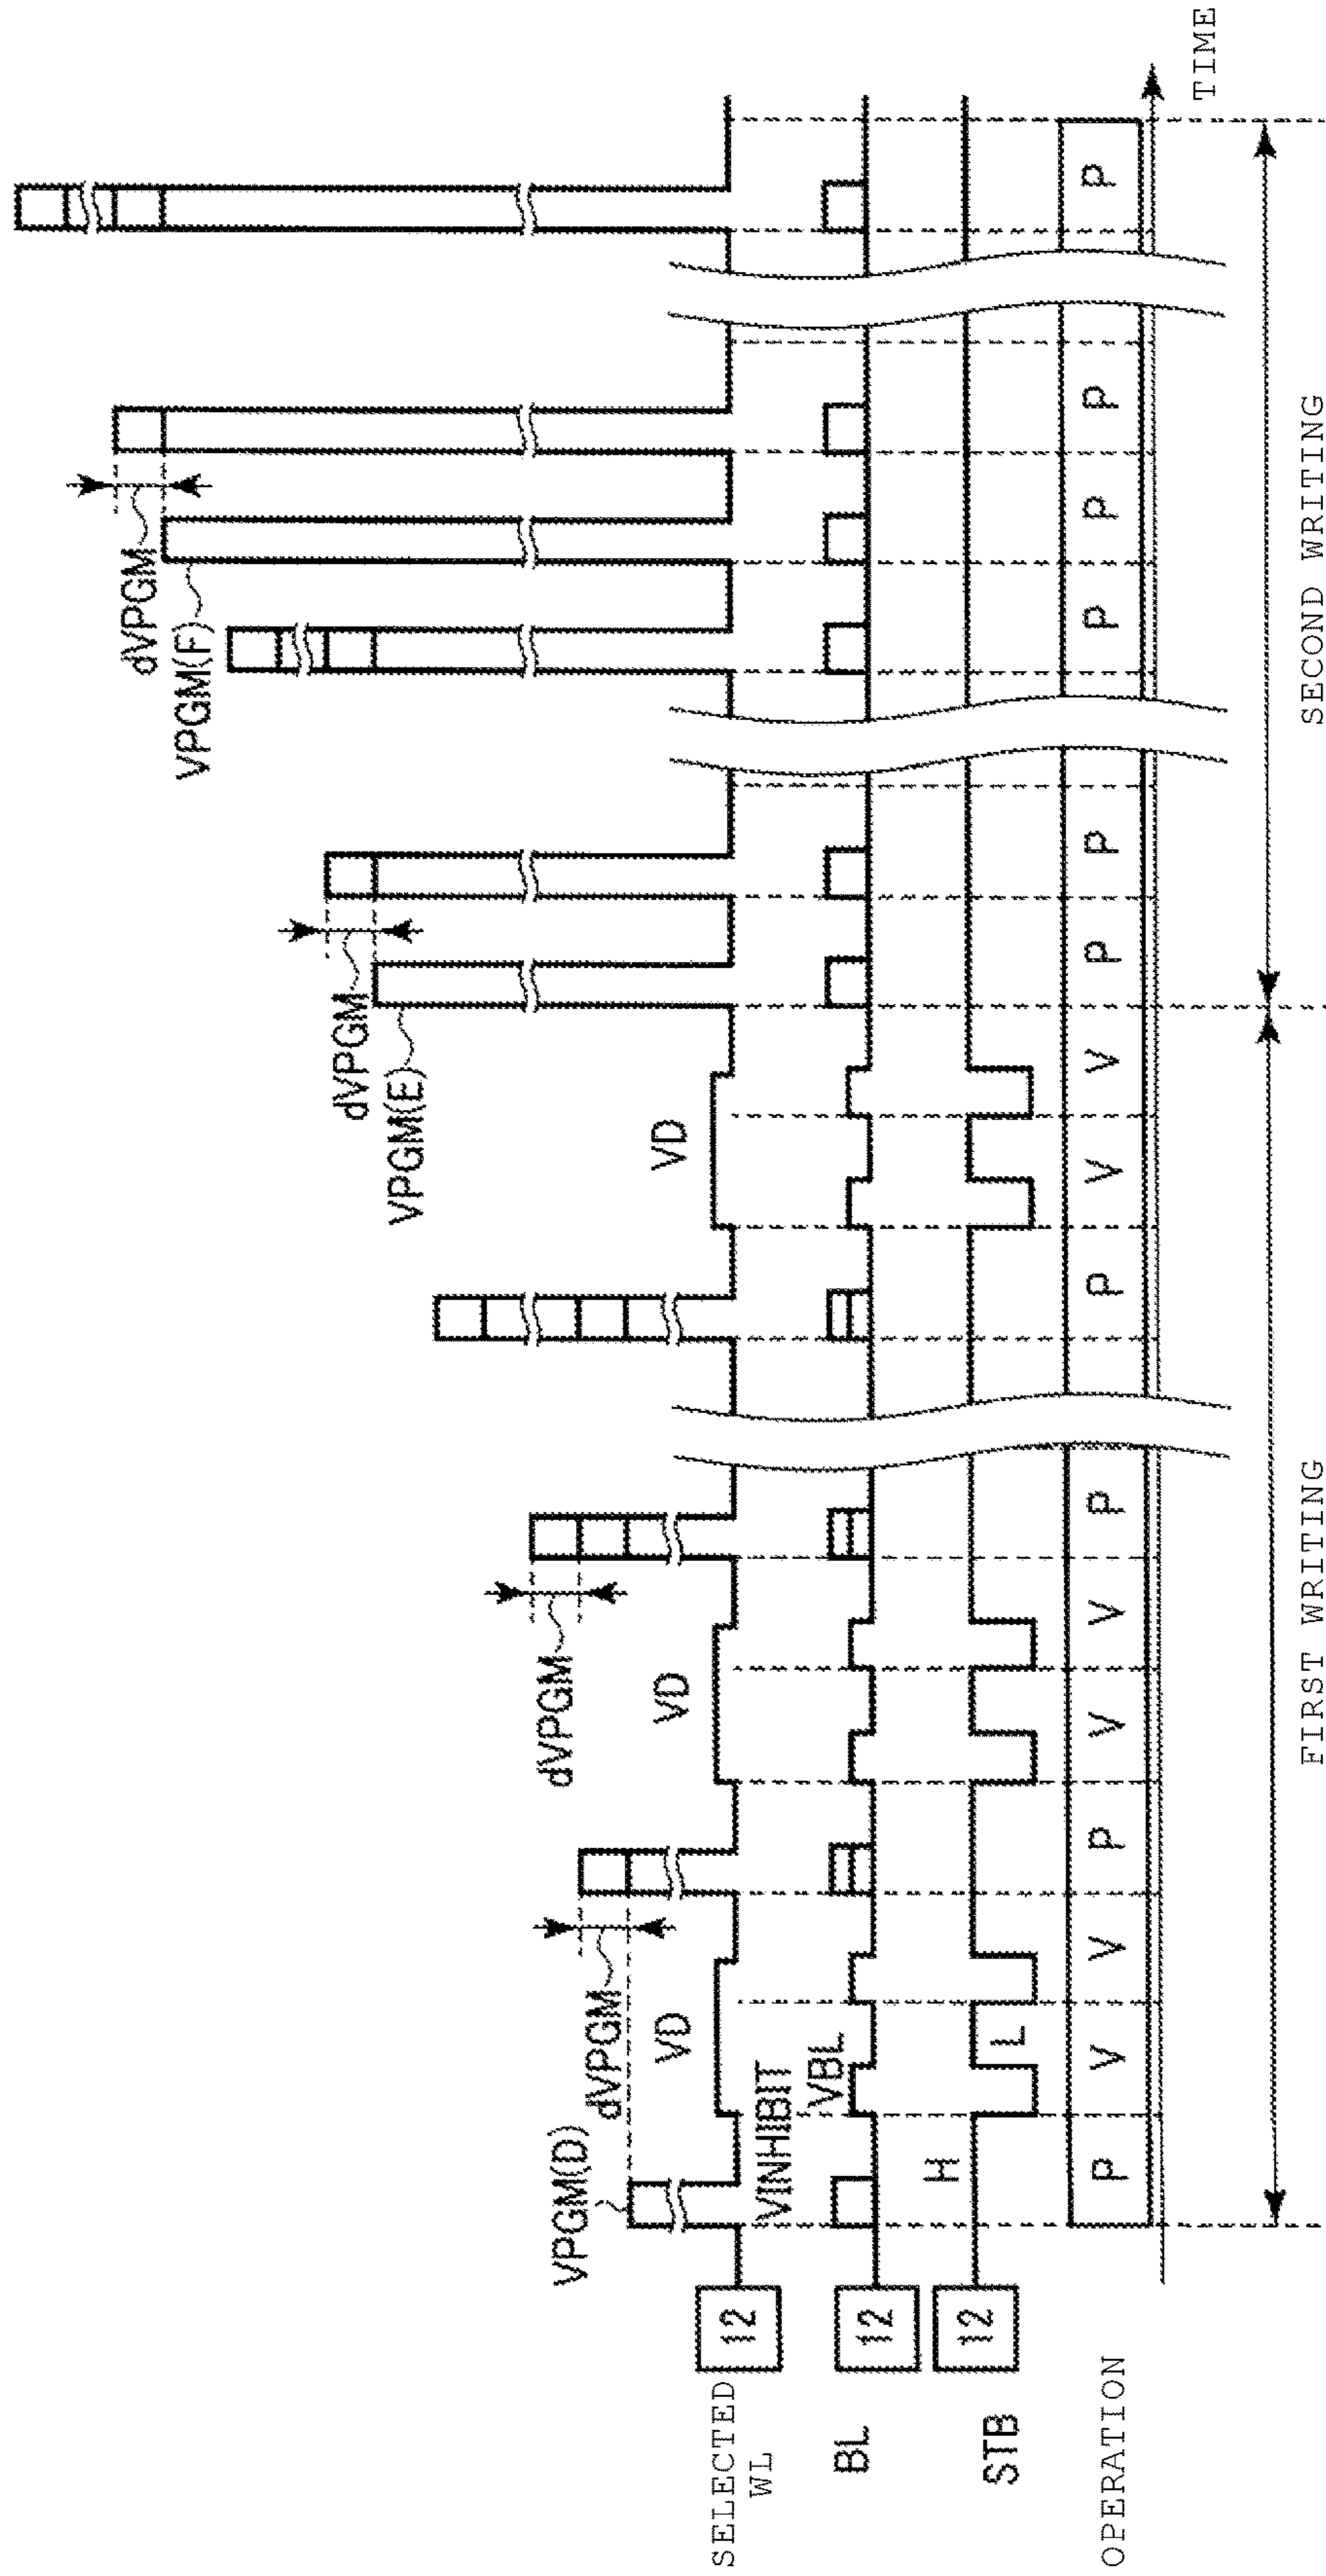 VPGM(D)
dVPGM
dVPGM
dVPGM
VPGM(E)
dVPGM
VPGM(F)
VD
VD
VD
SELECTED
WL
12
VINHIBIT
VBL
BL
12
H
L
STB
12
OPERATION
P V V P V V P P V V P P P P P P
TIME
FIRST WRITING
SECOND WRITING